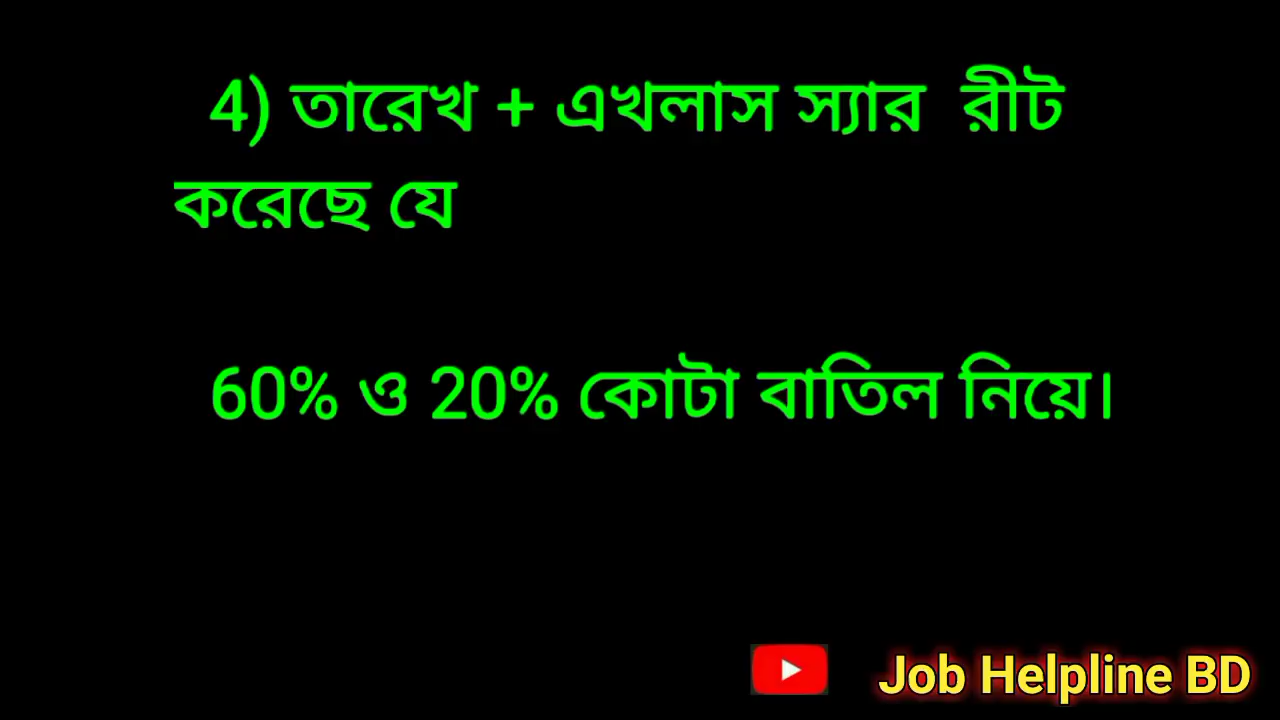 4) তারেখ + এখলাস স্যার রীট
করেছে যে
60% ও 20% কোটা বাতিল নিয়ে।
Job Helpline BD